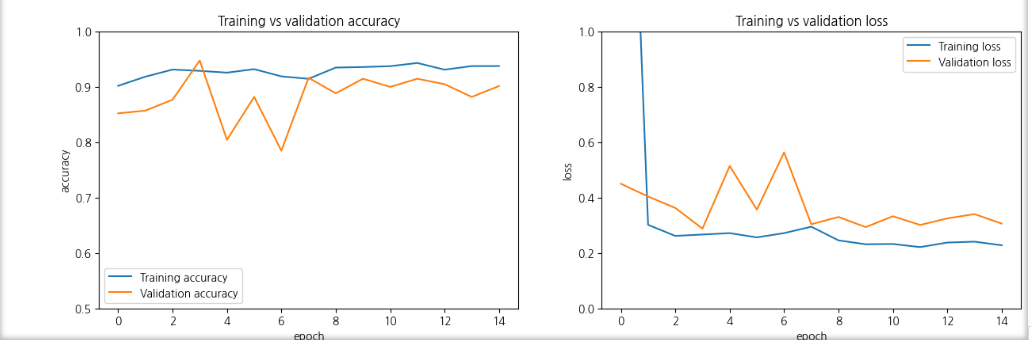 Training vs validation accuracy
1.0
0.9
0.8
0.7
0.6
0.5
accuracy
Training accuracy
Validation accuracy
0 2 4 6 8 10 12 14
epoch
Training vs validation loss
1.0
0.8
0.6
0.4
0.2
0.0
loss
Training loss
Validation loss
0 2 4 6 8 10 12 14
epoch